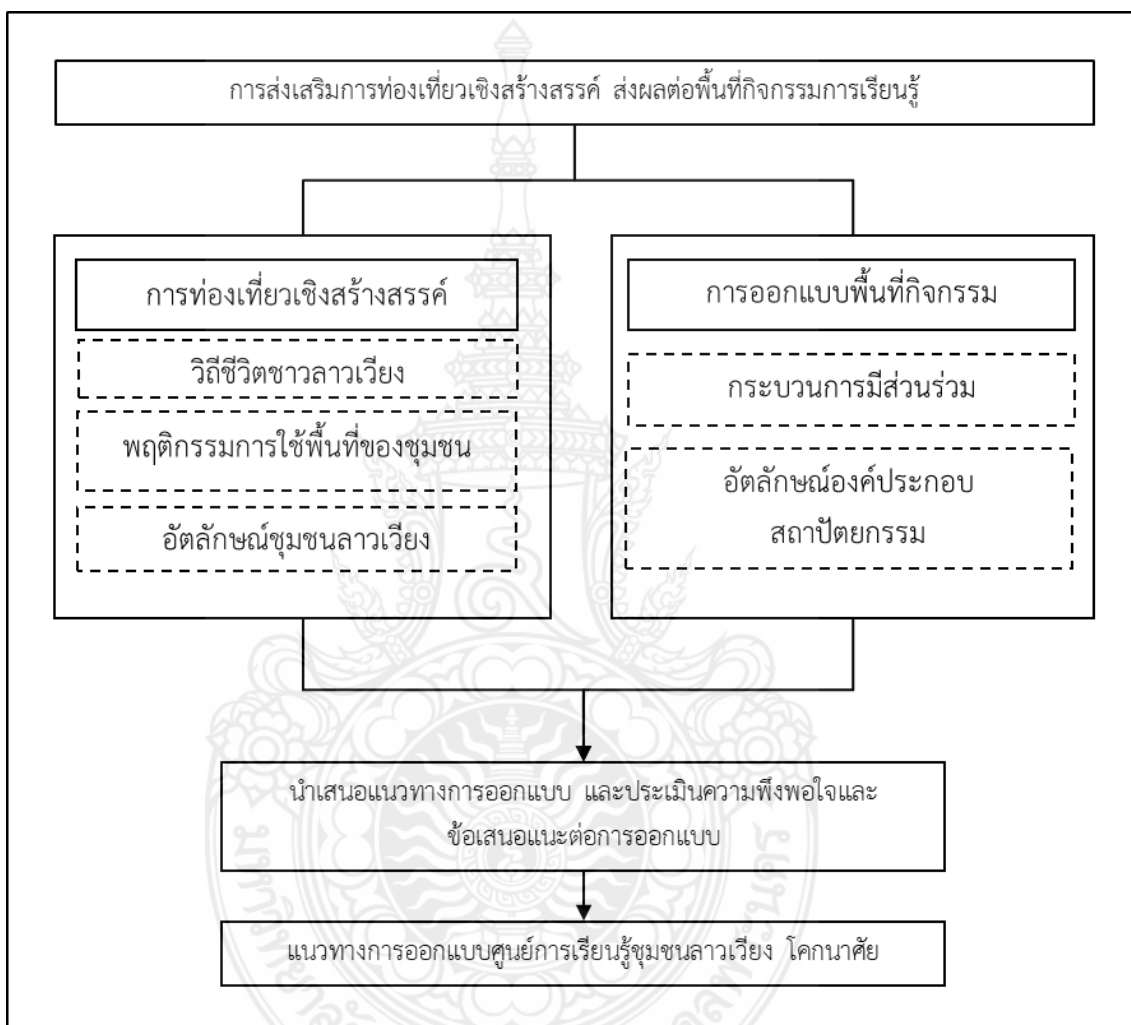 การส่งเสริมการท่องเที่ยวเชิงสร้างสรรค์ ส่งผลต่อพื้นที่กิจกรรมการเรียนรู้
การท่องเที่ยวเชิงสร้างสรรค์
วิถีชีวิตชาวลาวเวียง
พฤติกรรมการใช้พื้นที่ของชุมชน
อัตลักษณ์ชุมชนลาวเวียง
การออกแบบพื้นที่กิจกรรม
กระบวนการมีส่วนร่วม
อัตลักษณ์องค์ประกอบ
สถาปัตยกรรม
นำเสนอแนวทางการออกแบบ และประเมินความพึงพอใจและ
ข้อเสนอแนะต่อการออกแบบ
แนวทางการออกแบบศูนย์การเรียนรู้ชุมชนลาวเวียง โคกนาศัย